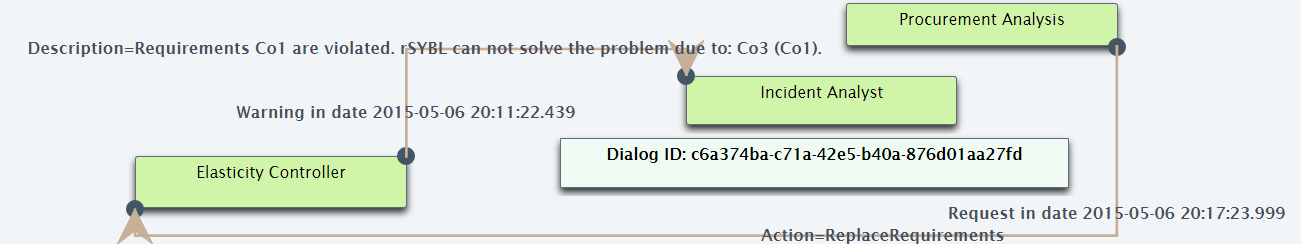 Procurement Analysis
Description=Requirements Co1 are violated. rSYBL can not solve the problem due to: Co3 (Co1).
Incident Analyst
Warning in date 2015-05-06 20:11:22.439
Dialog ID: c6a374ba-c71a-42e5-b40a-876d01aa27fd
Elasticity Controller
Request in date 2015-05-06 20:17:23.999
Action=ReplaceRequirements